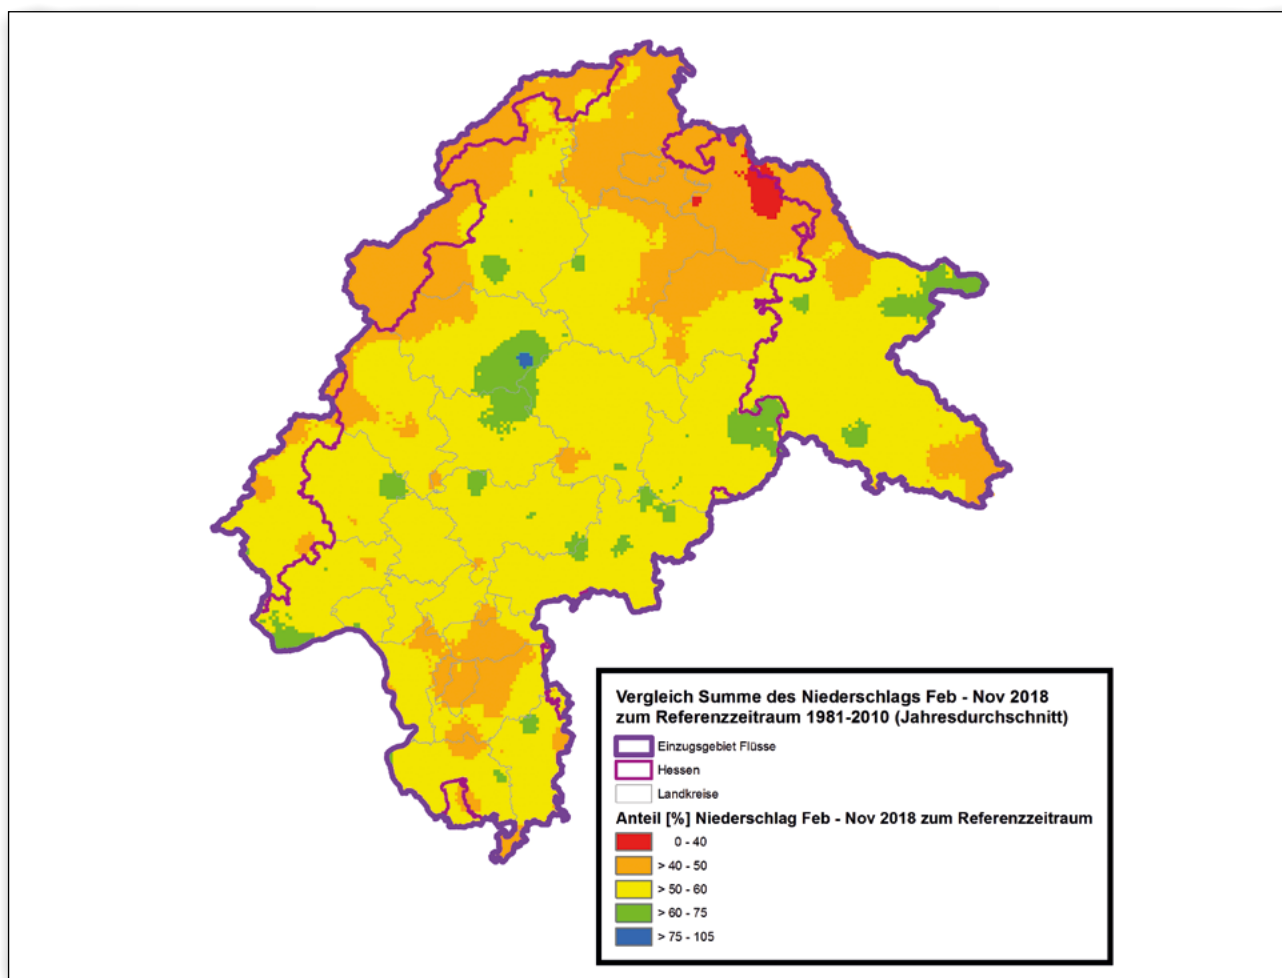 Vergleich Summe des Niederschlags Feb - Nov 2018
zum Referenzzeitraum 1981-2010 (Jahresdurchschnitt)
Einzugsgebiet Flüsse
Hessen
Landkreise
Anteil [%] Niederschlag Feb - Nov 2018 zum Referenzzeitraum
0 - 40
> 40 - 50
> 50 - 60
> 60 - 75
> 75 - 105